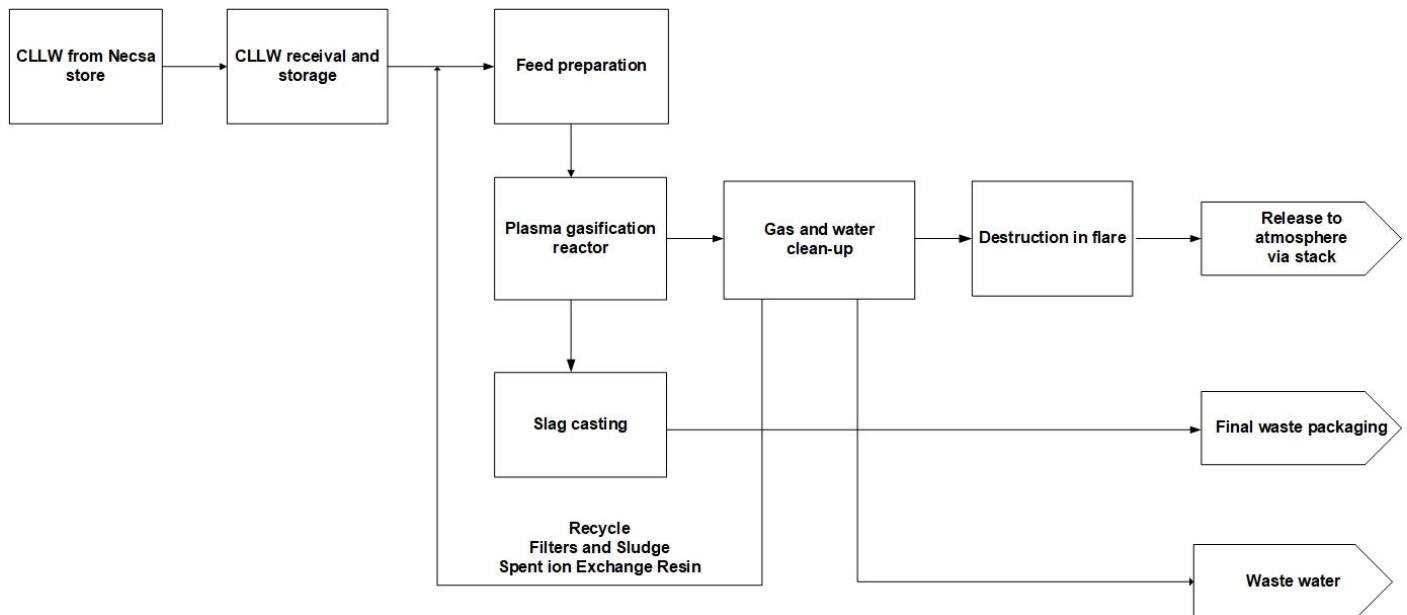 CLLW from Necsa
store
CLLW receival and
storage
Feed preparation
Plasma gasification
reactor
Gas and water
clean-up
Destruction in flare
Release to
atmosphere
via stack
Slag casting
Final waste packaging
Recycle
Filters and Sludge
Spent ion Exchange Resin
Waste water